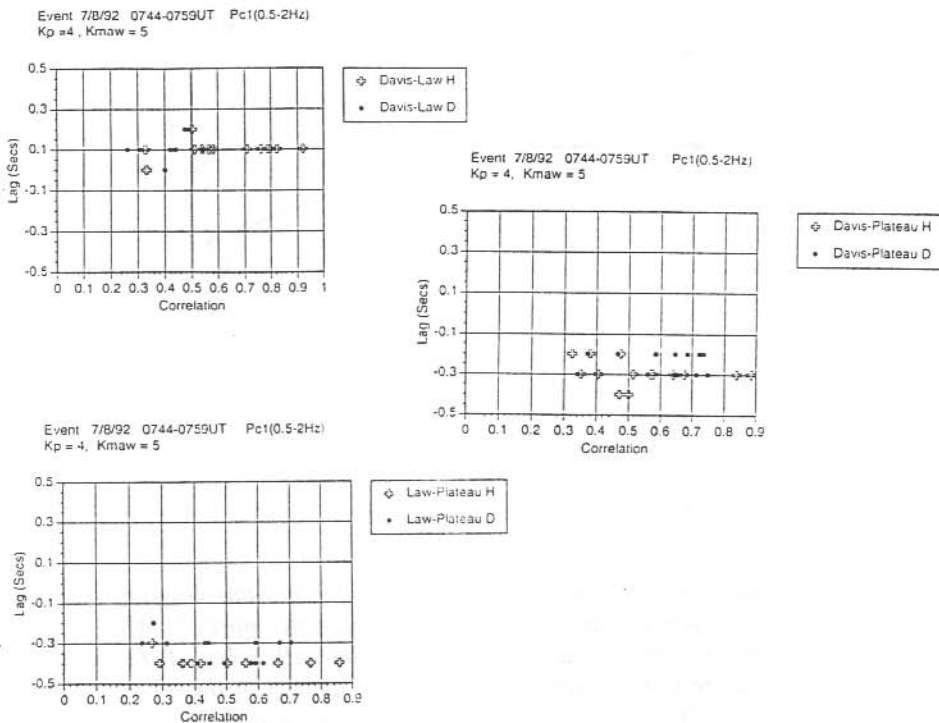 Event 7/8/92 0744-0759UT Pc1(0.5-2Hz)
Kp =4 , Kmaw = 5
0.5
0.3
0.1
-0.1
-0.3
-0.5
Lag (Secs)
0 0.1 0.2 0.3 0.4 0.5 0.6 0.7 0.8 0.9 1
Correlation
Davis-Law H
Davis-Law D
Event 7/8/92 0744-0759UT Pc1(0.5-2Hz)
Kp = 4, Kmaw = 5
0.5
0.3
0.1
-0.1
-0.3
-0.5
Lag (Secs)
0 0.1 0.2 0.3 0.4 0.5 0.6 0.7 0.8 0.9
Correlation
Davis-Plateau H
Davis-Plateau D
Event 7/8/92 0744-0759UT Pc1(0.5-2Hz)
Kp = 4, Kmaw = 5
0.5
0.3
0.1
-0.1
-0.3
-0.5
Lag (Secs)
0 0.1 0.2 0.3 0.4 0.5 0.6 0.7 0.8 0.9
Correlation
Law-Plateau H
Law-Plateau D